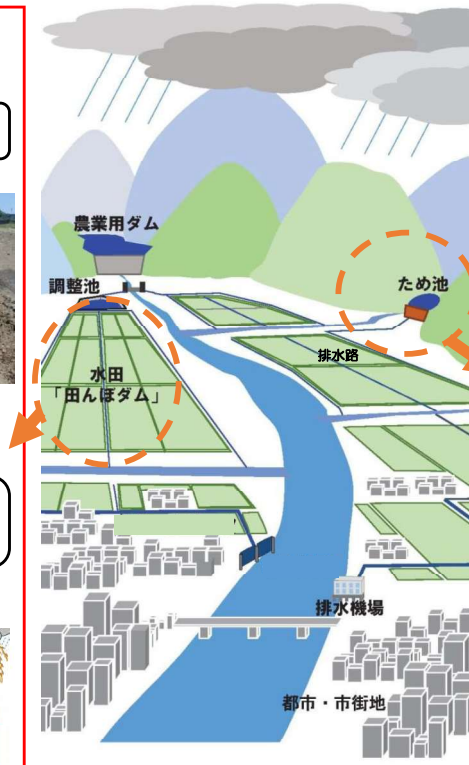 農業用ダム
調整池
ため池
排水路
水田
「田んぼダム」
排水機場
都市・市街地